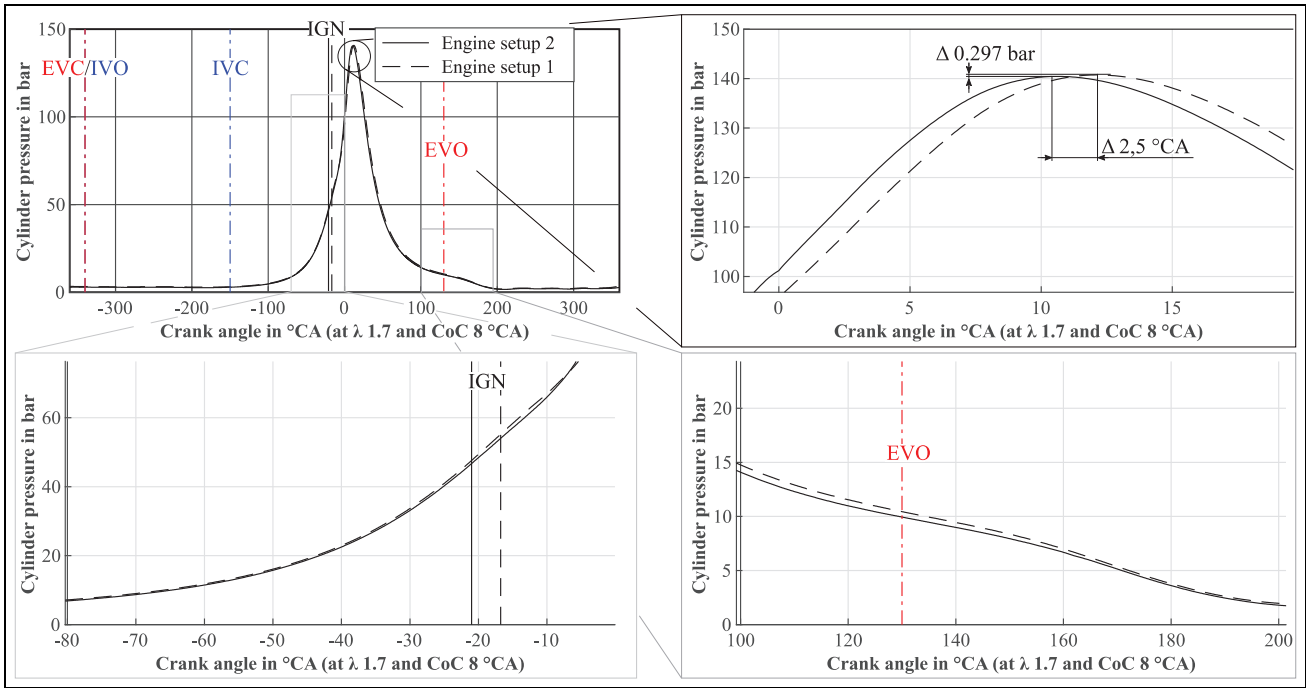 IGN
Engine setup 2
Engine setup 1
EVC/IVO
IVC
EVO
150
100
50
0
Cylinder pressure in bar
-300
-200
-100
0
100
200
300
Crank angle in °CA (at λ 1.7 and CoC 8 °CA)
Δ 0.297 bar
Δ 2,5 °CA
150
140
130
120
110
100
Cylinder pressure in bar
0
5
10
15
Crank angle in °CA (at λ 1.7 and CoC 8 °CA)
IGN
60
40
20
0
Cylinder pressure in bar
-80
-70
-60
-50
-40
-30
-20
-10
Crank angle in °CA (at λ 1.7 and CoC 8 °CA)
EVO
20
15
10
5
0
Cylinder pressure in bar
100
120
140
160
180
200
Crank angle in °CA (at λ 1.7 and CoC 8 °CA)